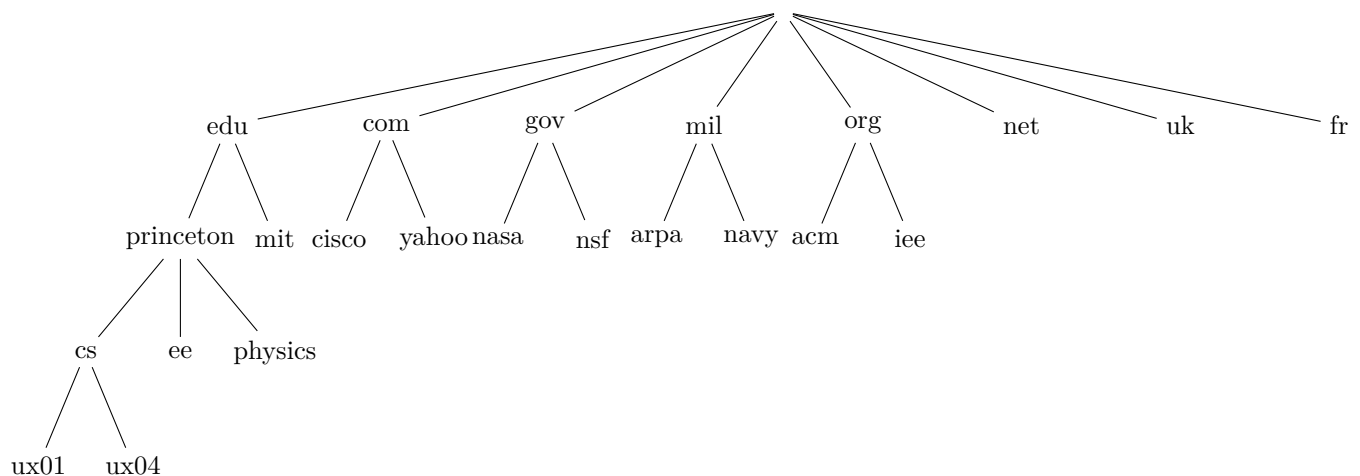 edu com gov mil org net uk fr
princeton mit cisco yahoo nasa nsf arpa navy acm iee
cs ee physics
ux01 ux04